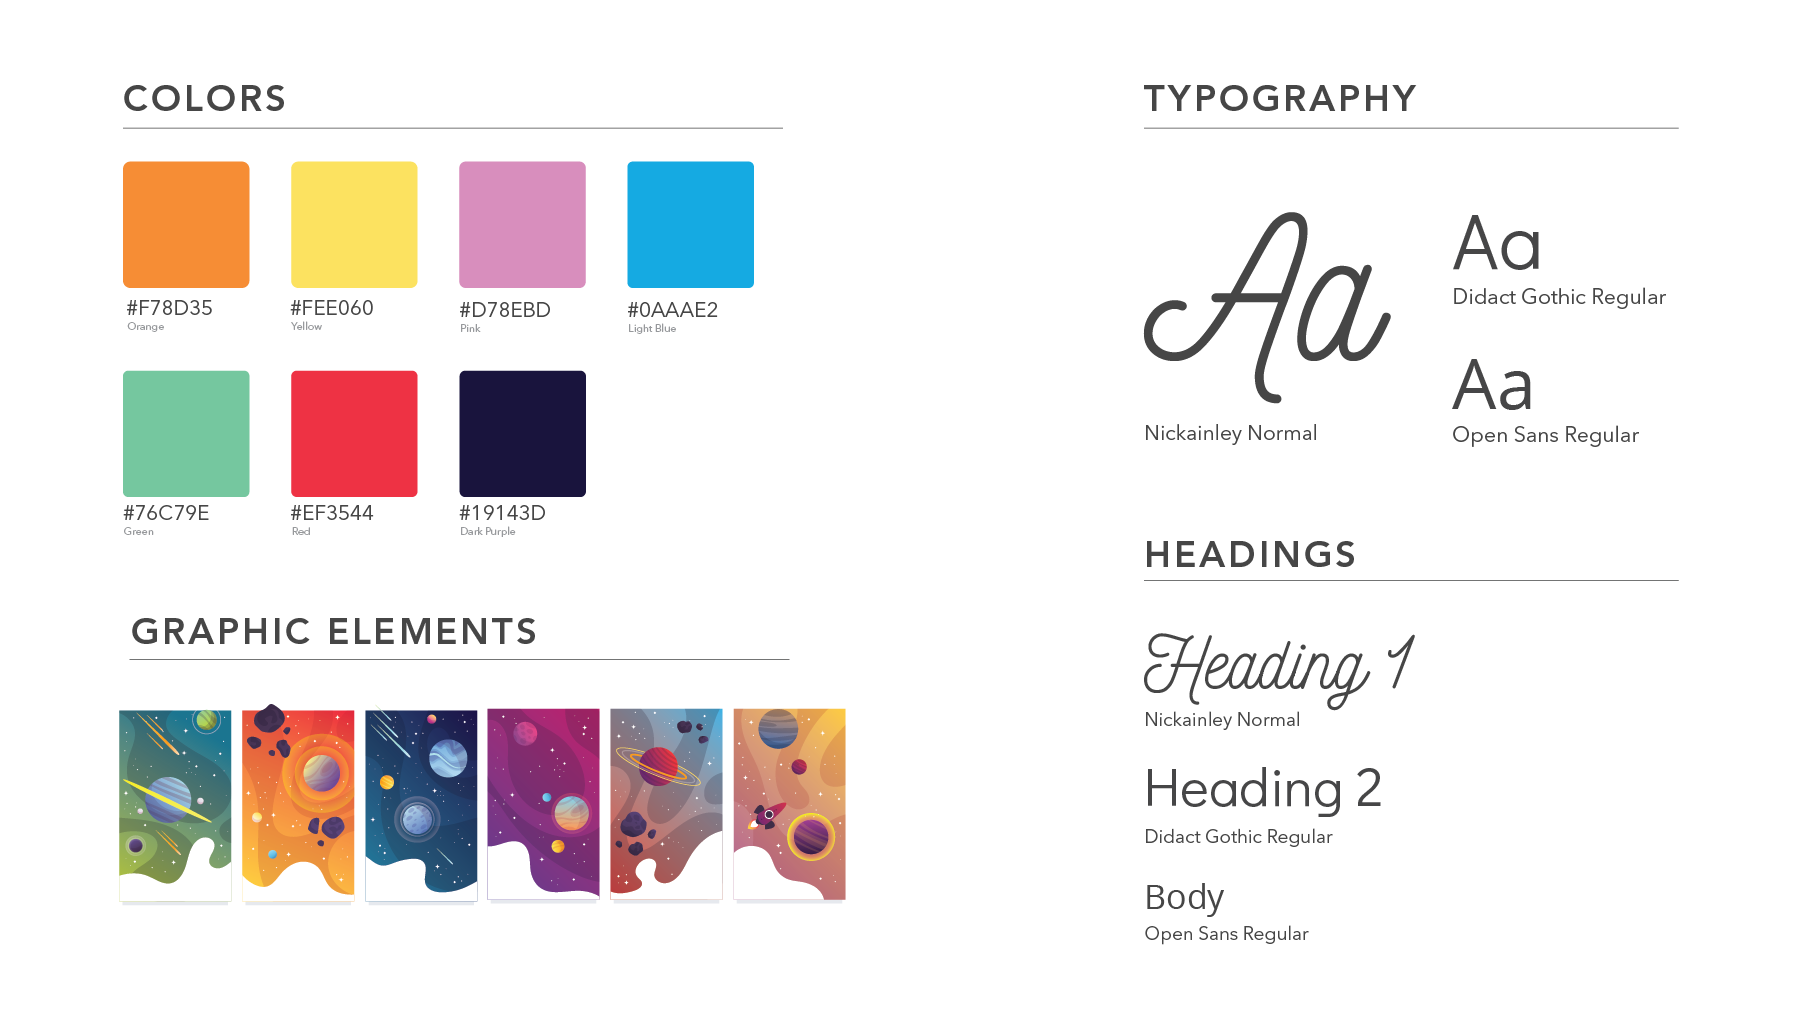 COLORS
#F78D35
Orange
#FEE060
Yellow
#D78EBD
Pink
#0AAAE2
Light Blue
#76C79E
Green
#EF3544
Red
#19143D
Dark Purple
GRAPHIC ELEMENTS
TYPOGRAPHY
Aa
Nickainley Normal
Aa
Didact Gothic Regular
Aa
Open Sans Regular
HEADINGS
Heading 1
Nickainley Normal
Heading 2
Didact Gothic Regular
Body
Open Sans Regular